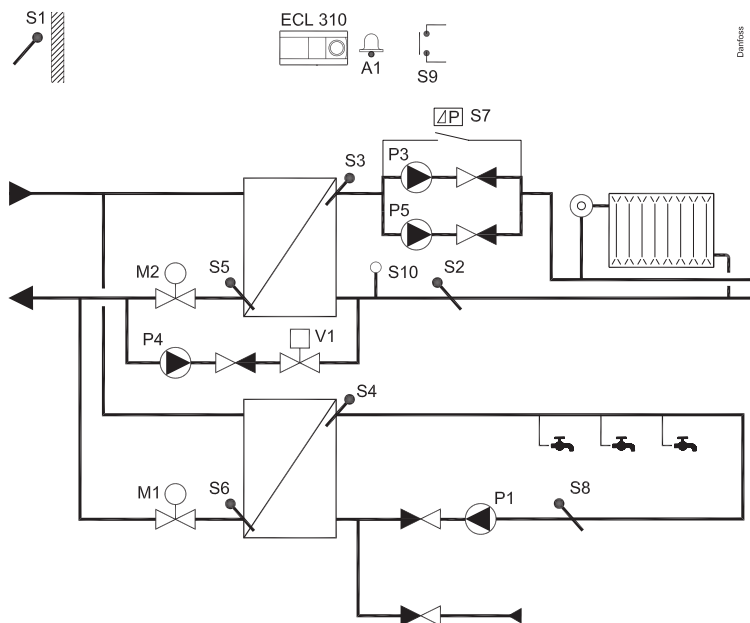 S1
ECL 310
A1
S9
Danfoss
⊿P S7
S3
P3
P5
M2
S5
S10
S2
P4
V1
S4
M1
S6
P1
S8